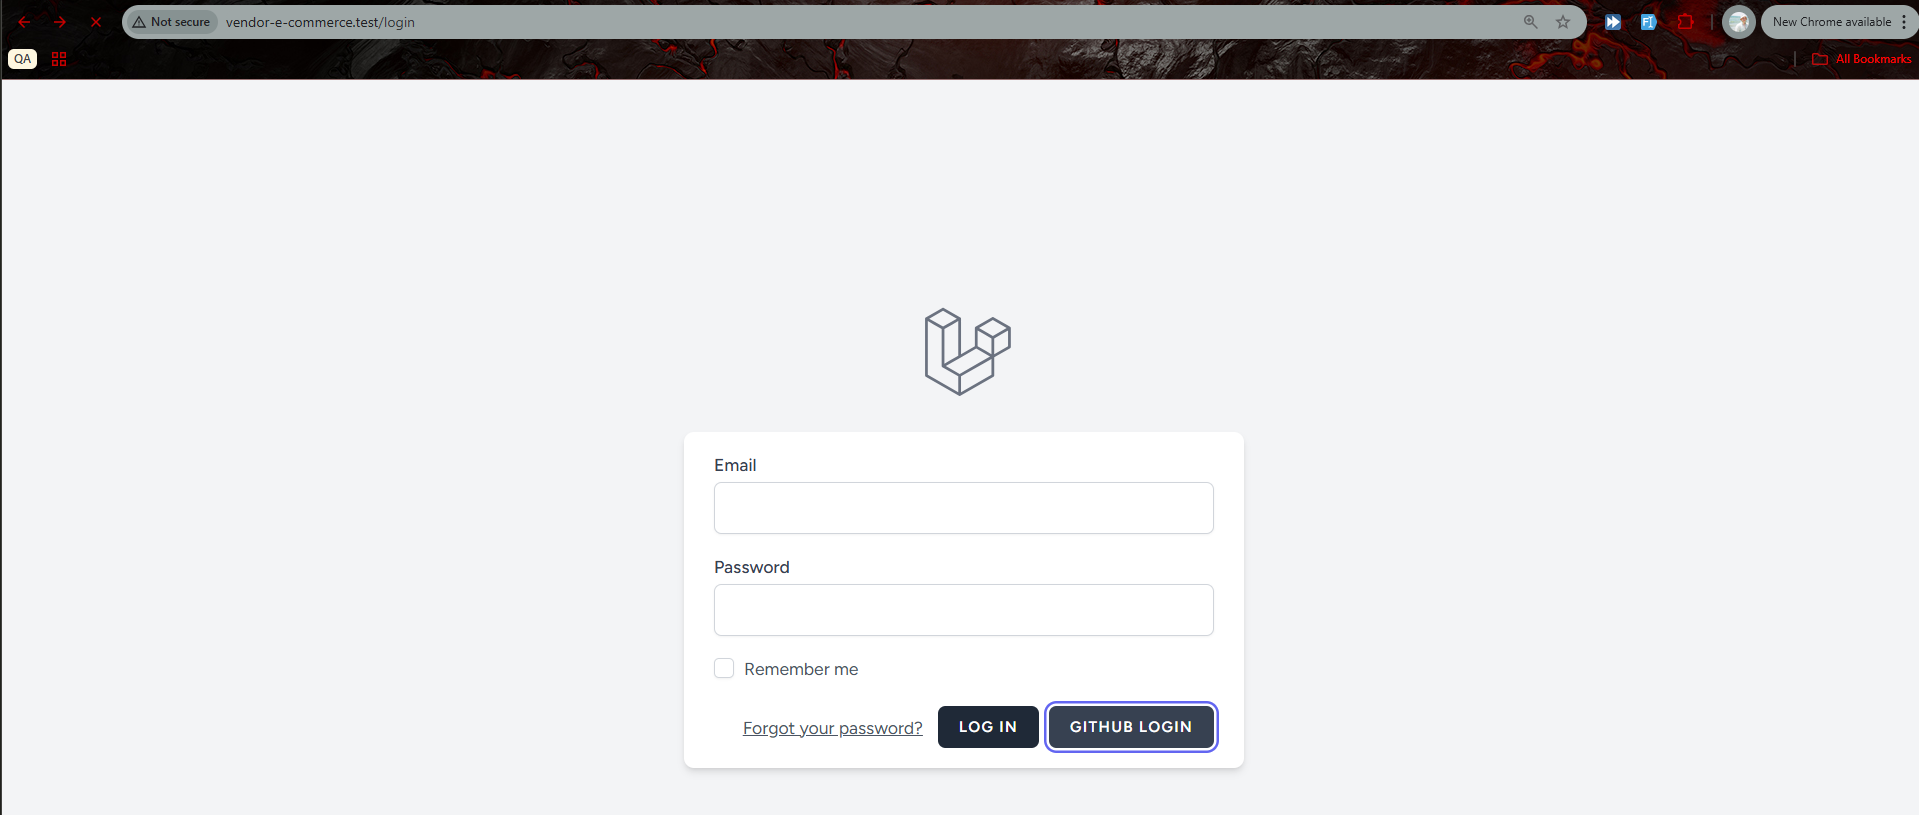 Not secure vendor-e-commerce.test/login New Chrome available
QA All Bookmarks
Email
Password
Remember me
Forgot your password? LOG IN GITHUB LOGIN